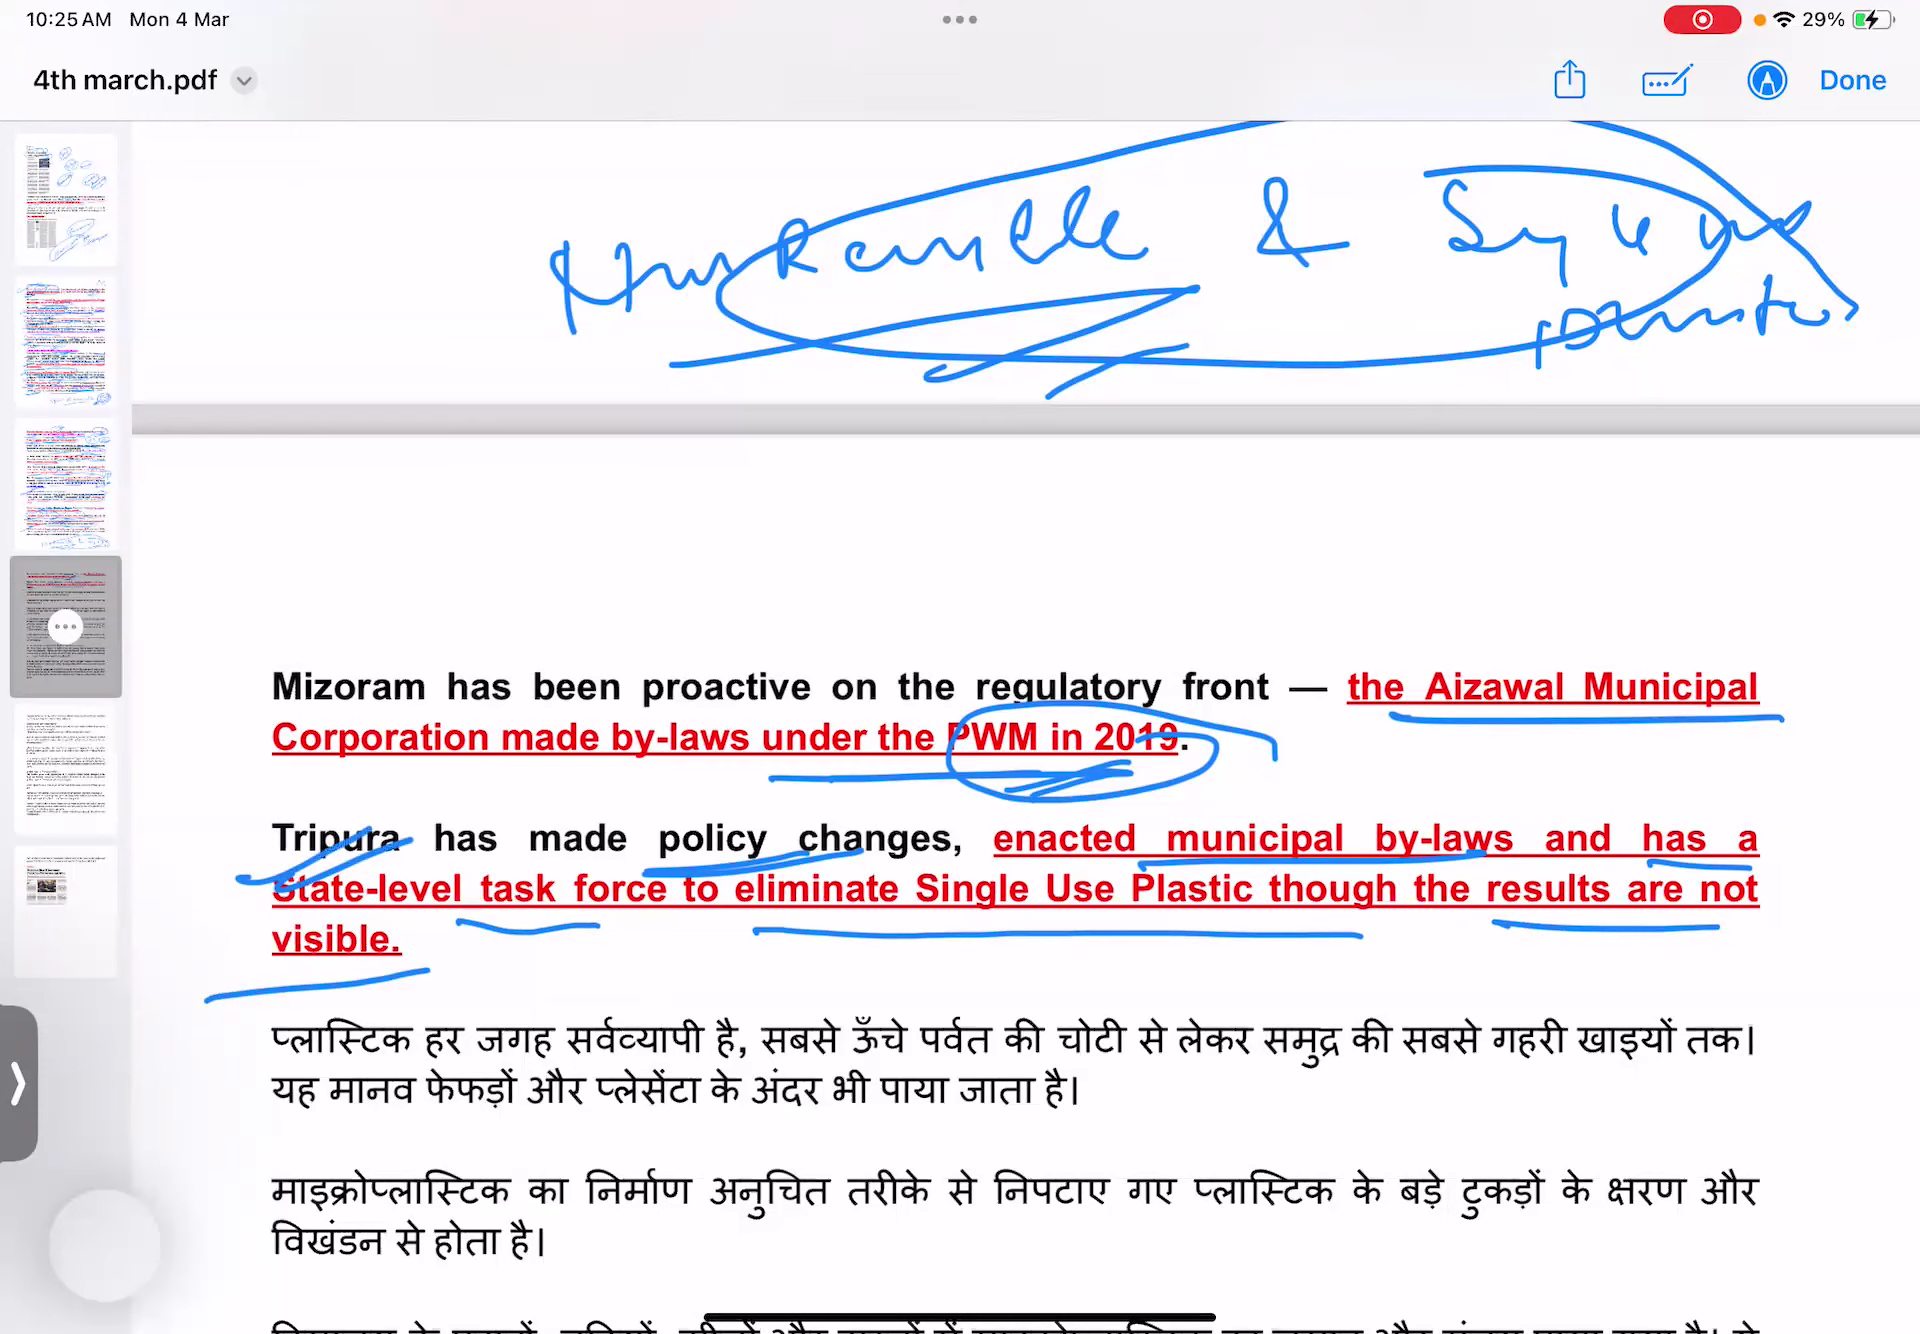 10:25 AM Mon 4 Mar
29%
4th march.pdf
Done
&
Mizoram has been proactive on the regulatory front — the Aizawal Municipal
Corporation made by-laws under the PWM in 2019.
Tripura has made policy changes, enacted municipal by-laws and has a
State-level task force to eliminate Single Use Plastic though the results are not
visible.
प्लास्टिक हर जगह सर्वव्यापी है, सबसे ऊँचे पर्वत की चोटी से लेकर समुद्र की सबसे गहरी खाइयों तक।
यह मानव फेफड़ों और प्लेसेंटा के अंदर भी पाया जाता है।
माइक्रोप्लास्टिक का निर्माण अनुचित तरीके से निपटाए गए प्लास्टिक के बड़े टुकड़ों के क्षरण और
विखंडन से होता है।